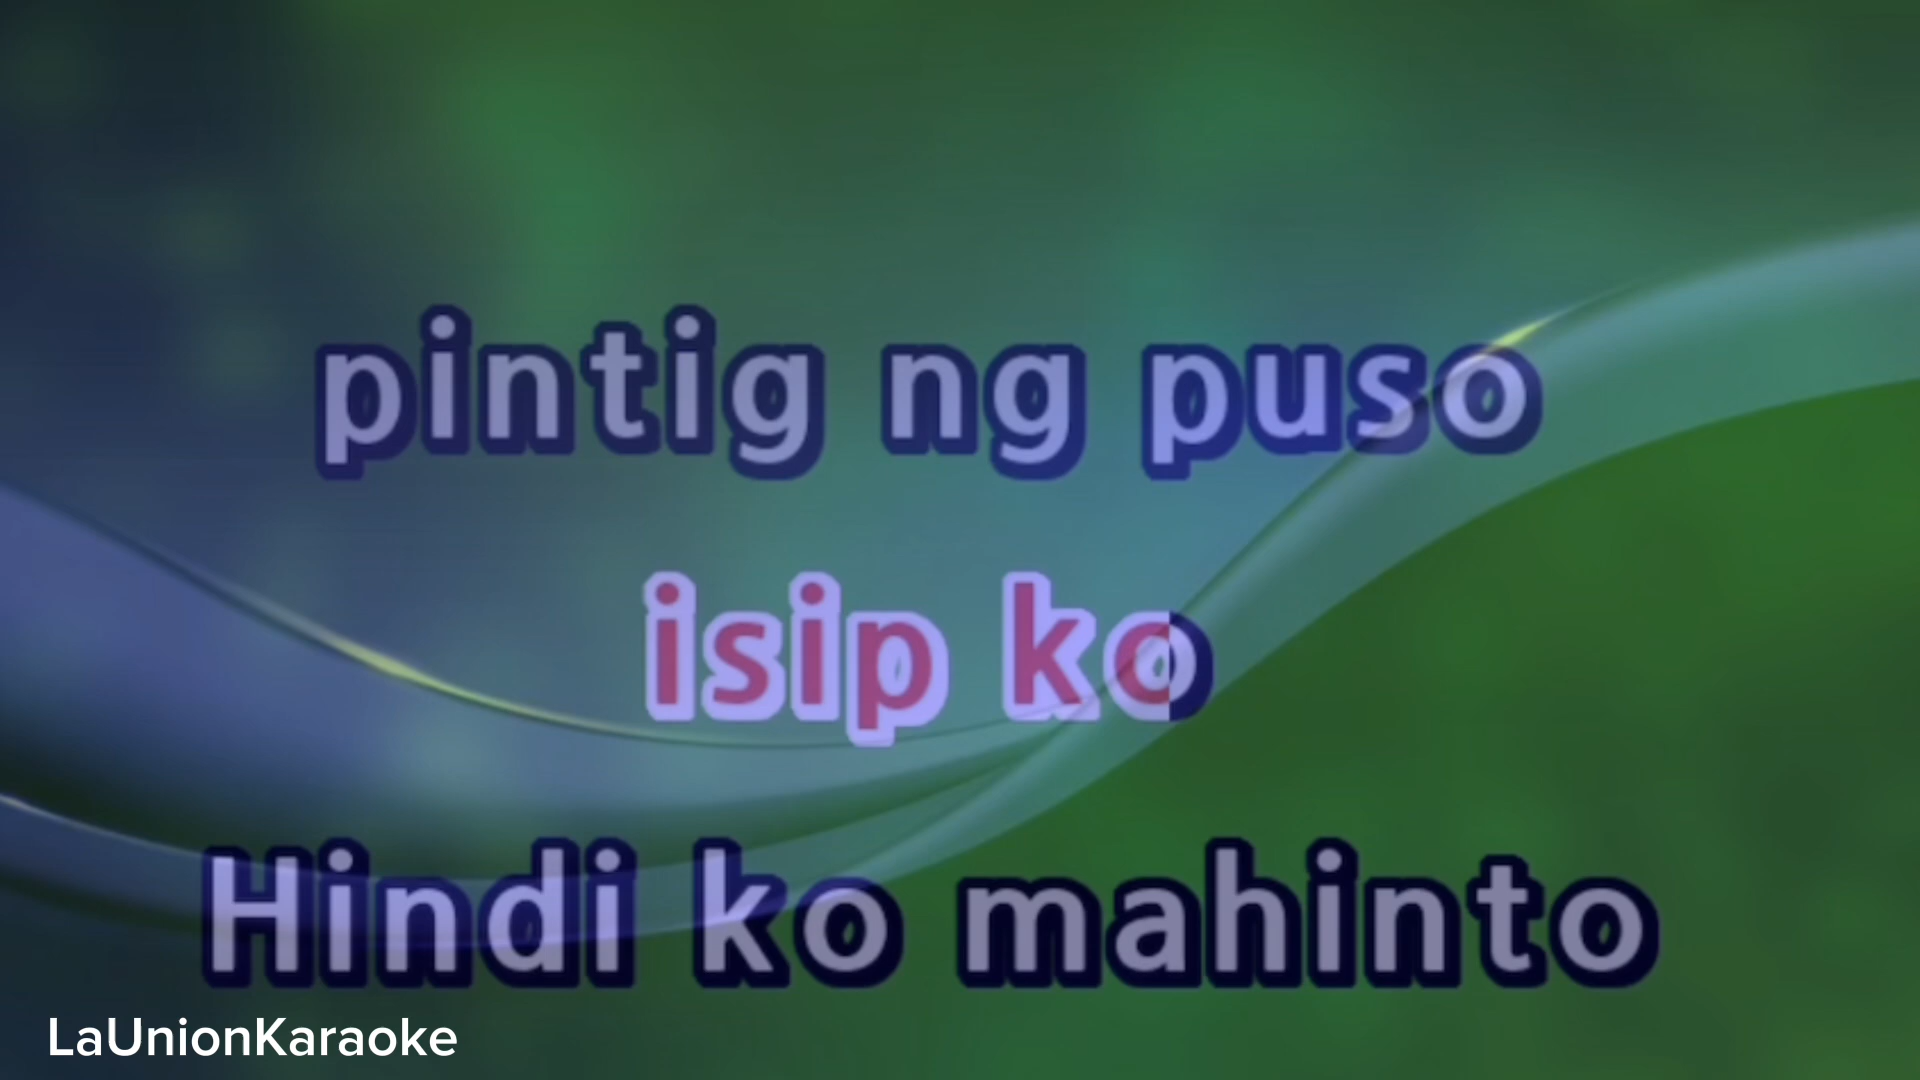 pintig ng puso
isip ko
Hindi ko mahinto
LaUnionKaraoke